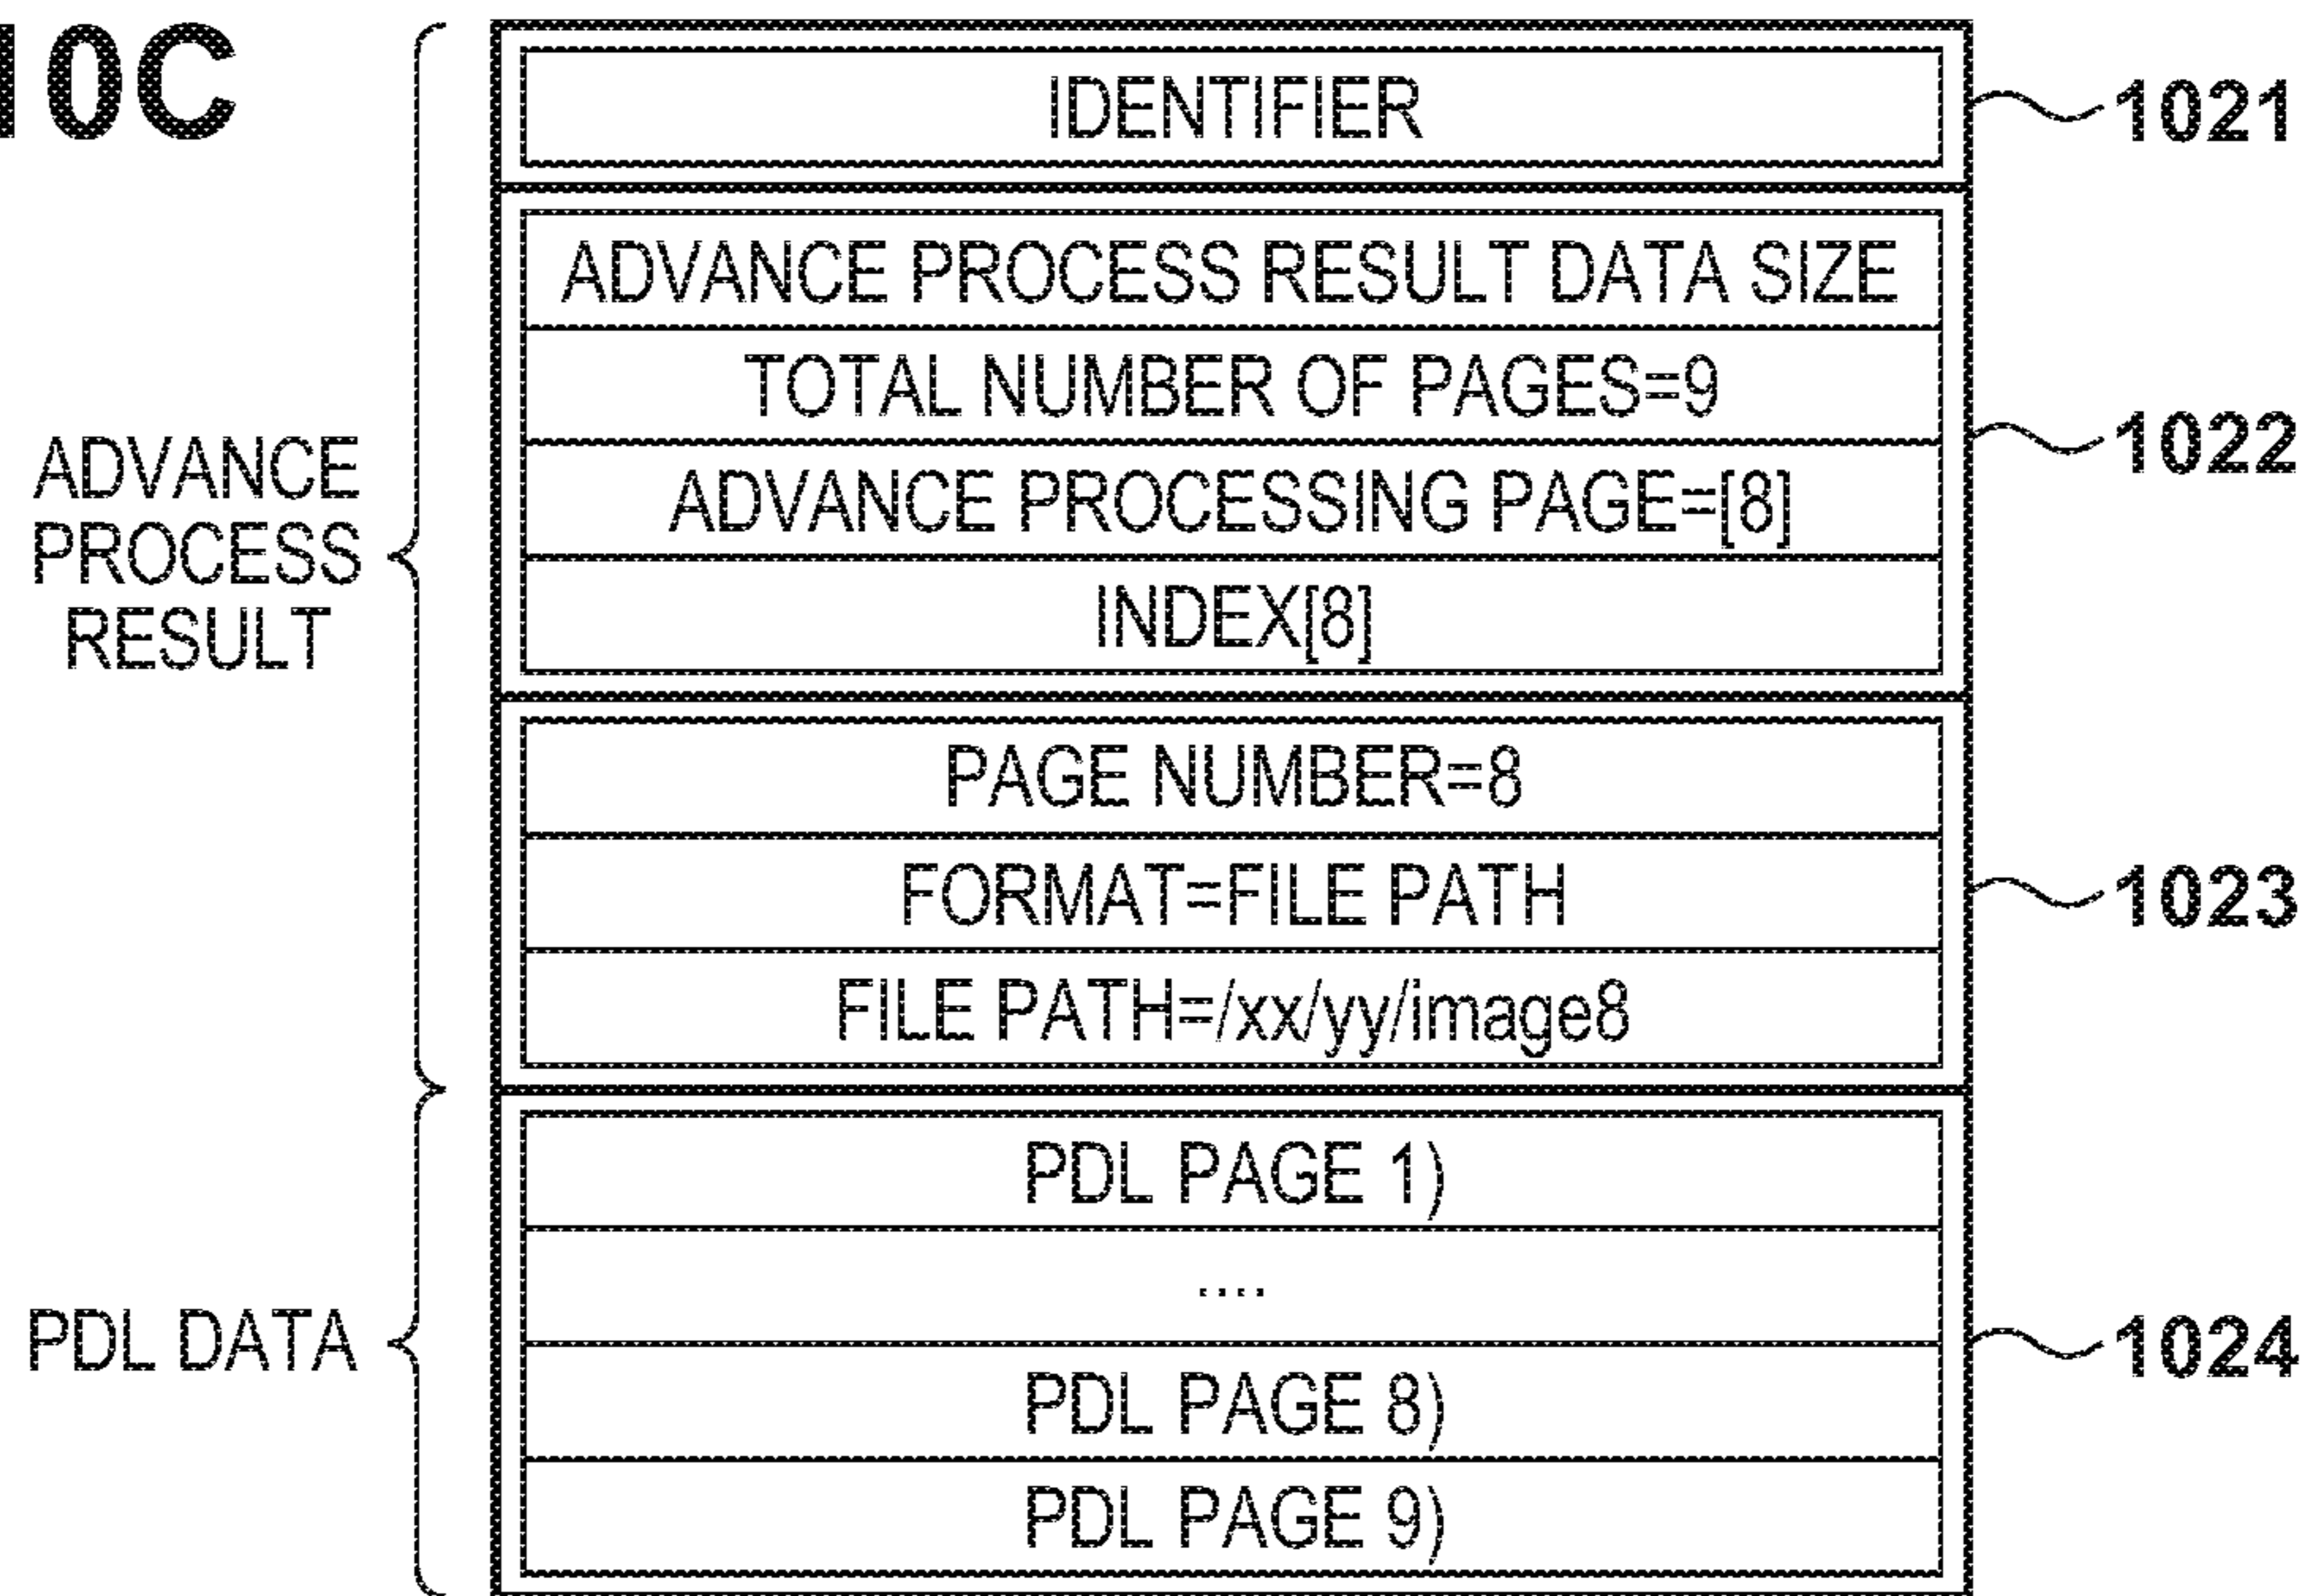 10C
IDENTIFIER
1021
ADVANCE PROCESS RESULT DATA SIZE
TOTAL NUMBER OF PAGES=9
ADVANCE PROCESSING PAGE=[8]
INDEX[8]
1022
ADVANCE
PROCESS
RESULT
PAGE NUMBER=8
FORMAT=FILE PATH
FILE PATH=/xx/yy/image8
1023
PDL PAGE 1)
....
PDL PAGE 8)
PDL PAGE 9)
1024
PDL DATA